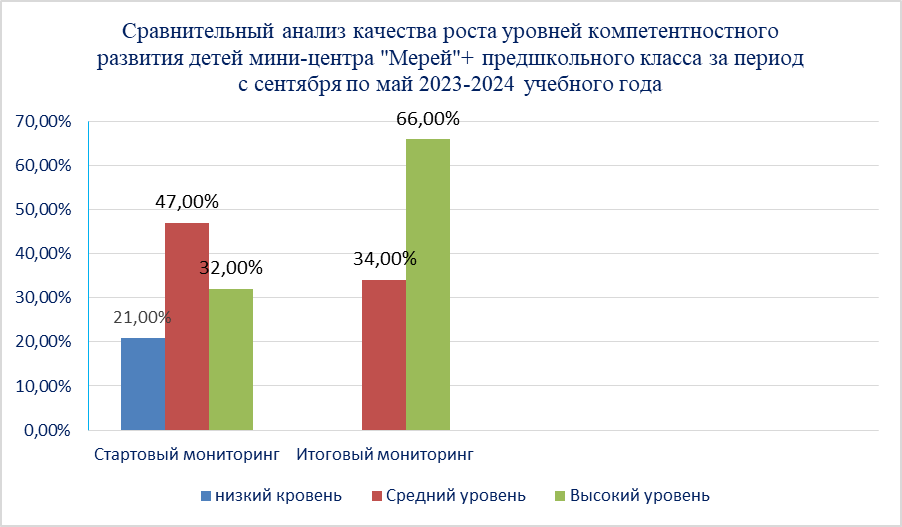 Сравнительный анализ качества роста уровней компетентностного
развития детей мини-центра "Мерей"+ предшкольного класса за период
с сентября по май 2023-2024 учебного года
70,00%
60,00%
50,00%
40,00%
30,00%
20,00%
10,00%
0,00%
21,00%
47,00%
32,00%
34,00%
66,00%
Стартовый мониторинг
Итоговый мониторинг
низкий кровень
Средний уровень
Высокий уровень